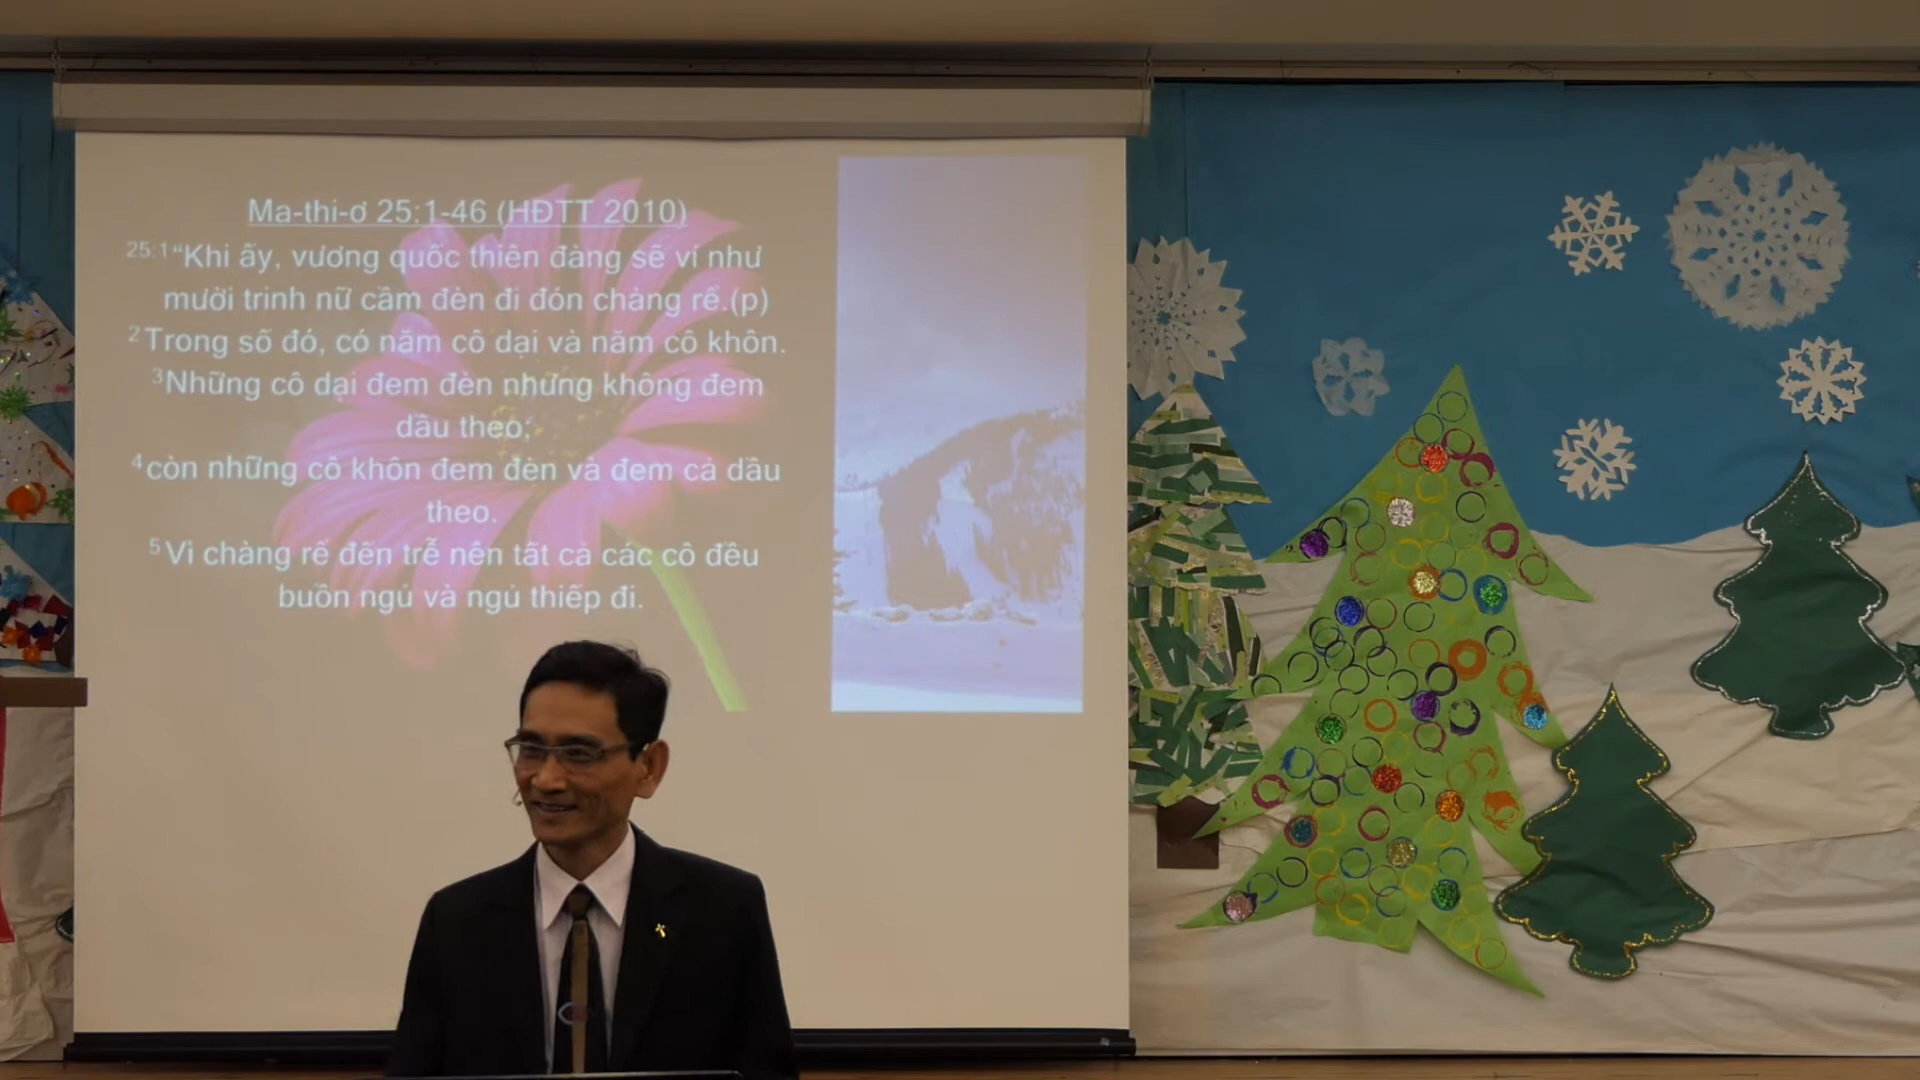 Ma-thi-ơ 25:1-46 (HĐTT 2010)
25:1“Khi ấy, vương quốc thiên đàng sẽ ví như
mười trinh nữ cầm đèn đi đón chàng rể.(p)
2Trong số đó, có năm cô dại và năm cô khôn.
3Những cô dại đem đèn nhưng không đem
dầu theo;
4còn những cô khôn đem đèn và đem cả dầu
theo.
5Vì chàng rể đến trễ nên tất cả các cô đều
buồn ngủ và ngủ thiếp đi.